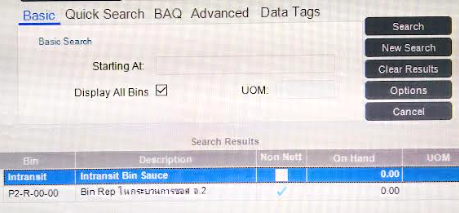 Basic Quick Search BAQ Advanced Data Tags
Basic Search
Starting At:
Display All Bins UOM:
Search
New Search
Clear Results
Options
Cancel
Search Results
Bin Description Non Nett On Hand UOM
Intransit Intransit Bin Sauce 0.00
P2-R-00-00 Bin Rep ในกระบวนการซอส อ.2 0.00